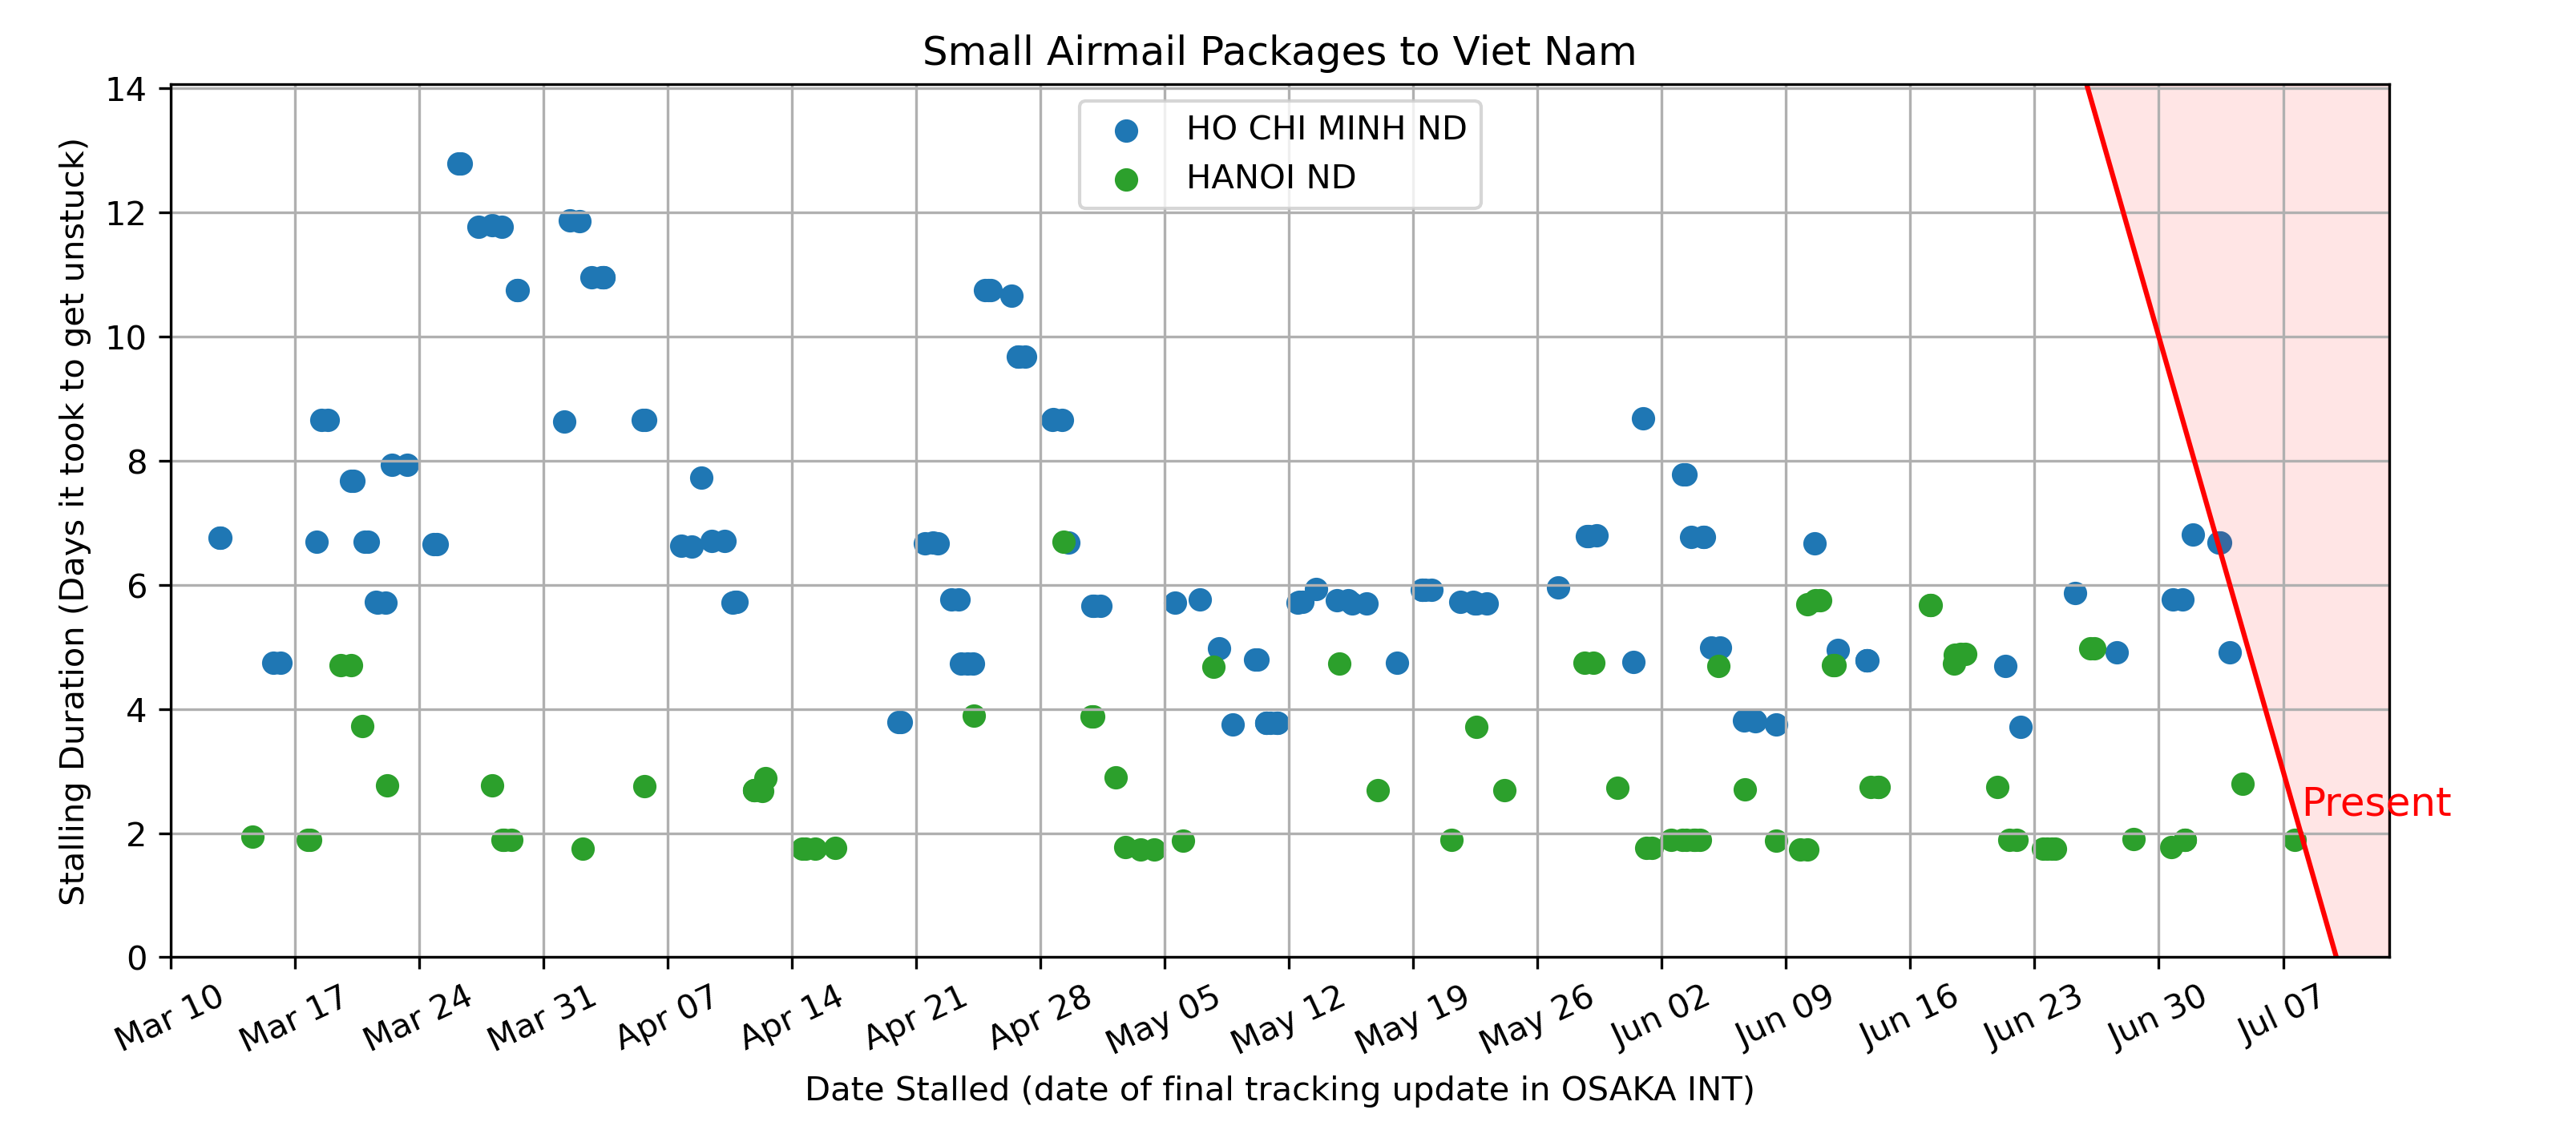 Small Airmail Packages to Viet Nam
HO CHI MINH ND
HANOI ND
Stalling Duration (Days it took to get unstuck)
14
12
10
8
6
4
2
0
Present
Mar 10
Mar 17
Mar 24
Mar 31
Apr 07
Apr 14
Apr 21
Apr 28
May 05
May 12
May 19
May 26
Jun 02
Jun 09
Jun 16
Jun 23
Jun 30
Jul 07
Date Stalled (date of final tracking update in OSAKA INT)